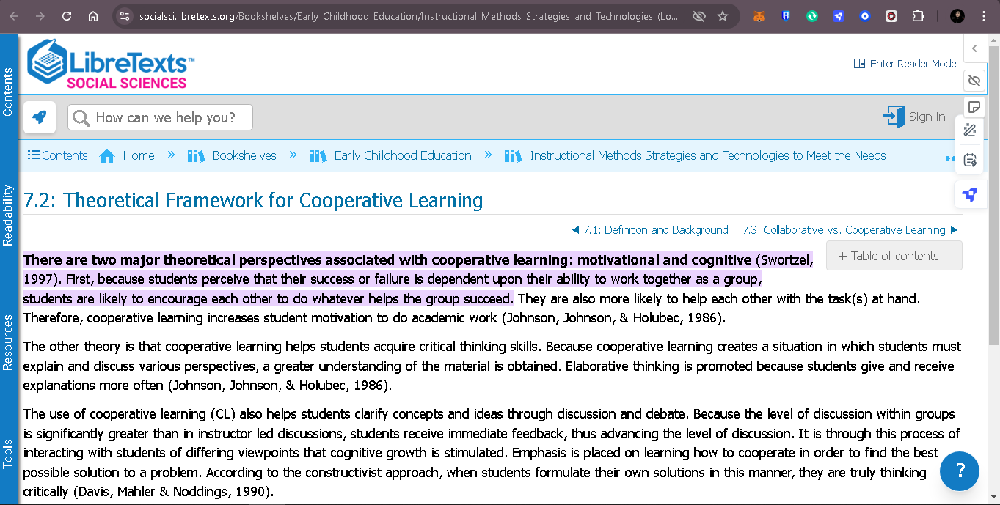 socialsci.libretexts.org/Bookshelves/Early_Childhood_Education/Instructional_Methods_Strategies_and_Technologies_(Lo...
Contents
Readability
Resources
Tools
LibreTexts™
SOCIAL SCIENCES
Enter Reader Mode
How can we help you?
Sign in
Contents Home » Bookshelves » Early Childhood Education » Instructional Methods Strategies and Technologies to Meet the Needs
7.2: Theoretical Framework for Cooperative Learning
◀ 7.1: Definition and Background | 7.3: Collaborative vs. Cooperative Learning ▶
+ Table of contents
There are two major theoretical perspectives associated with cooperative learning: motivational and cognitive (Swortzel,
1997). First, because students perceive that their success or failure is dependent upon their ability to work together as a group,
students are likely to encourage each other to do whatever helps the group succeed. They are also more likely to help each other with the task(s) at hand.
Therefore, cooperative learning increases student motivation to do academic work (Johnson, Johnson, & Holubec, 1986).
The other theory is that cooperative learning helps students acquire critical thinking skills. Because cooperative learning creates a situation in which students must
explain and discuss various perspectives, a greater understanding of the material is obtained. Elaborative thinking is promoted because students give and receive
explanations more often (Johnson, Johnson, & Holubec, 1986).
The use of cooperative learning (CL) also helps students clarify concepts and ideas through discussion and debate. Because the level of discussion within groups
is significantly greater than in instructor led discussions, students receive immediate feedback, thus advancing the level of discussion. It is through this process of
interacting with students of differing viewpoints that cognitive growth is stimulated. Emphasis is placed on learning how to cooperate in order to find the best
possible solution to a problem. According to the constructivist approach, when students formulate their own solutions in this manner, they are truly thinking
critically (Davis, Mahler & Noddings, 1990).
?